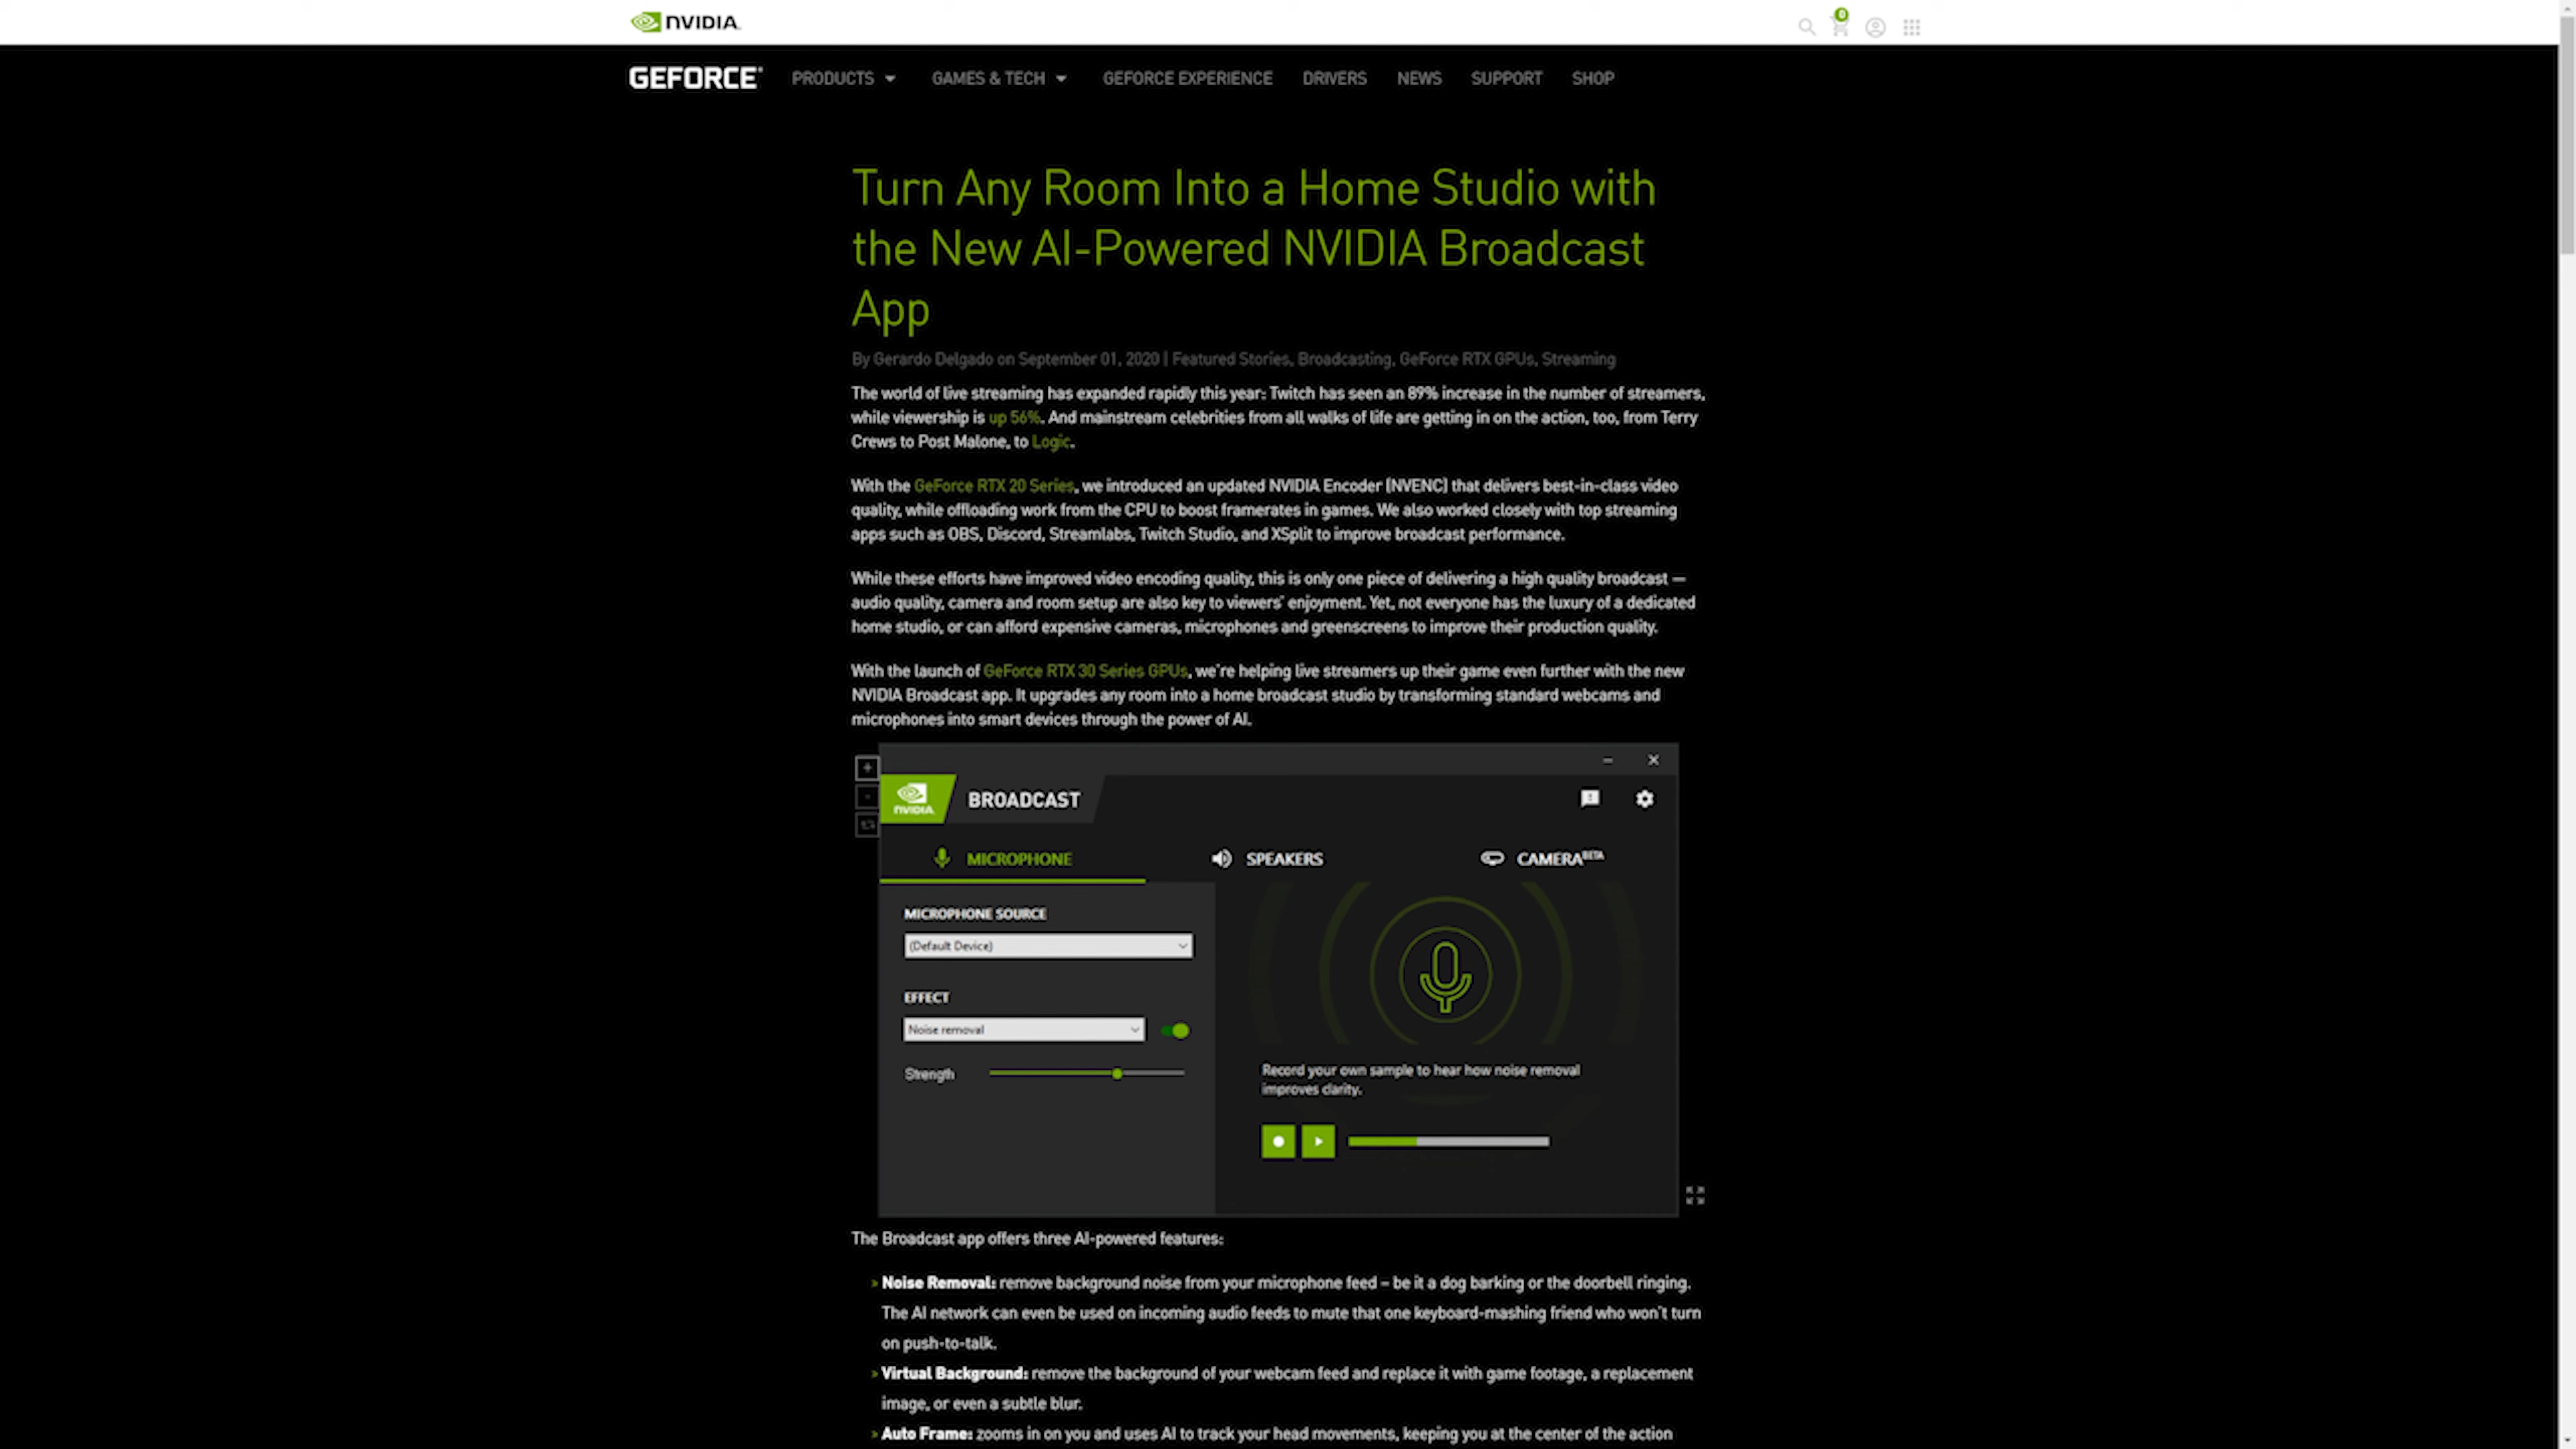 NVIDIA
0
GEFORCE PRODUCTS GAMES & TECH GEFORCE EXPERIENCE DRIVERS NEWS SUPPORT SHOP
Turn Any Room Into a Home Studio with
the New AI-Powered NVIDIA Broadcast
App
By Gerardo Delgado on September 01, 2020 | Featured Stories, Broadcasting, GeForce RTX GPUs, Streaming
The world of live streaming has expanded rapidly this year: Twitch has seen an 89% increase in the number of streamers,
while viewership is up 56%. And mainstream celebrities from all walks of life are getting in on the action, too, from Terry
Crews to Post Malone, to Logic.
With the GeForce RTX 20 Series, we introduced an updated NVIDIA Encoder (NVENC) that delivers best-in-class video
quality, while offloading work from the CPU to boost framerates in games. We also worked closely with top streaming
apps such as OBS, Discord, Streamlabs, Twitch Studio, and XSplit to improve broadcast performance.
While these efforts have improved video encoding quality, this is only one piece of delivering a high quality broadcast —
audio quality, camera and room setup are also key to viewers' enjoyment. Yet, not everyone has the luxury of a dedicated
home studio, or can afford expensive cameras, microphones and greenscreens to improve their production quality.
With the launch of GeForce RTX 30 Series GPUs, we're helping live streamers up their game even further with the new
NVIDIA Broadcast app. It upgrades any room into a home broadcast studio by transforming standard webcams and
microphones into smart devices through the power of AI.
NVIDIA BROADCAST
MICROPHONE SPEAKERS CAMERA BETA
MICROPHONE SOURCE
(Default Device)
EFFECT
Noise removal
Strength
Record your own sample to hear how noise removal
improves clarity.
The Broadcast app offers three AI-powered features:
» Noise Removal: remove background noise from your microphone feed – be it a dog barking or the doorbell ringing.
The AI network can even be used on incoming audio feeds to mute that one keyboard-mashing friend who won't turn
on push-to-talk.
» Virtual Background: remove the background of your webcam feed and replace it with game footage, a replacement
image, or even a subtle blur.
» Auto Frame: zooms in on you and uses AI to track your head movements, keeping you at the center of the action